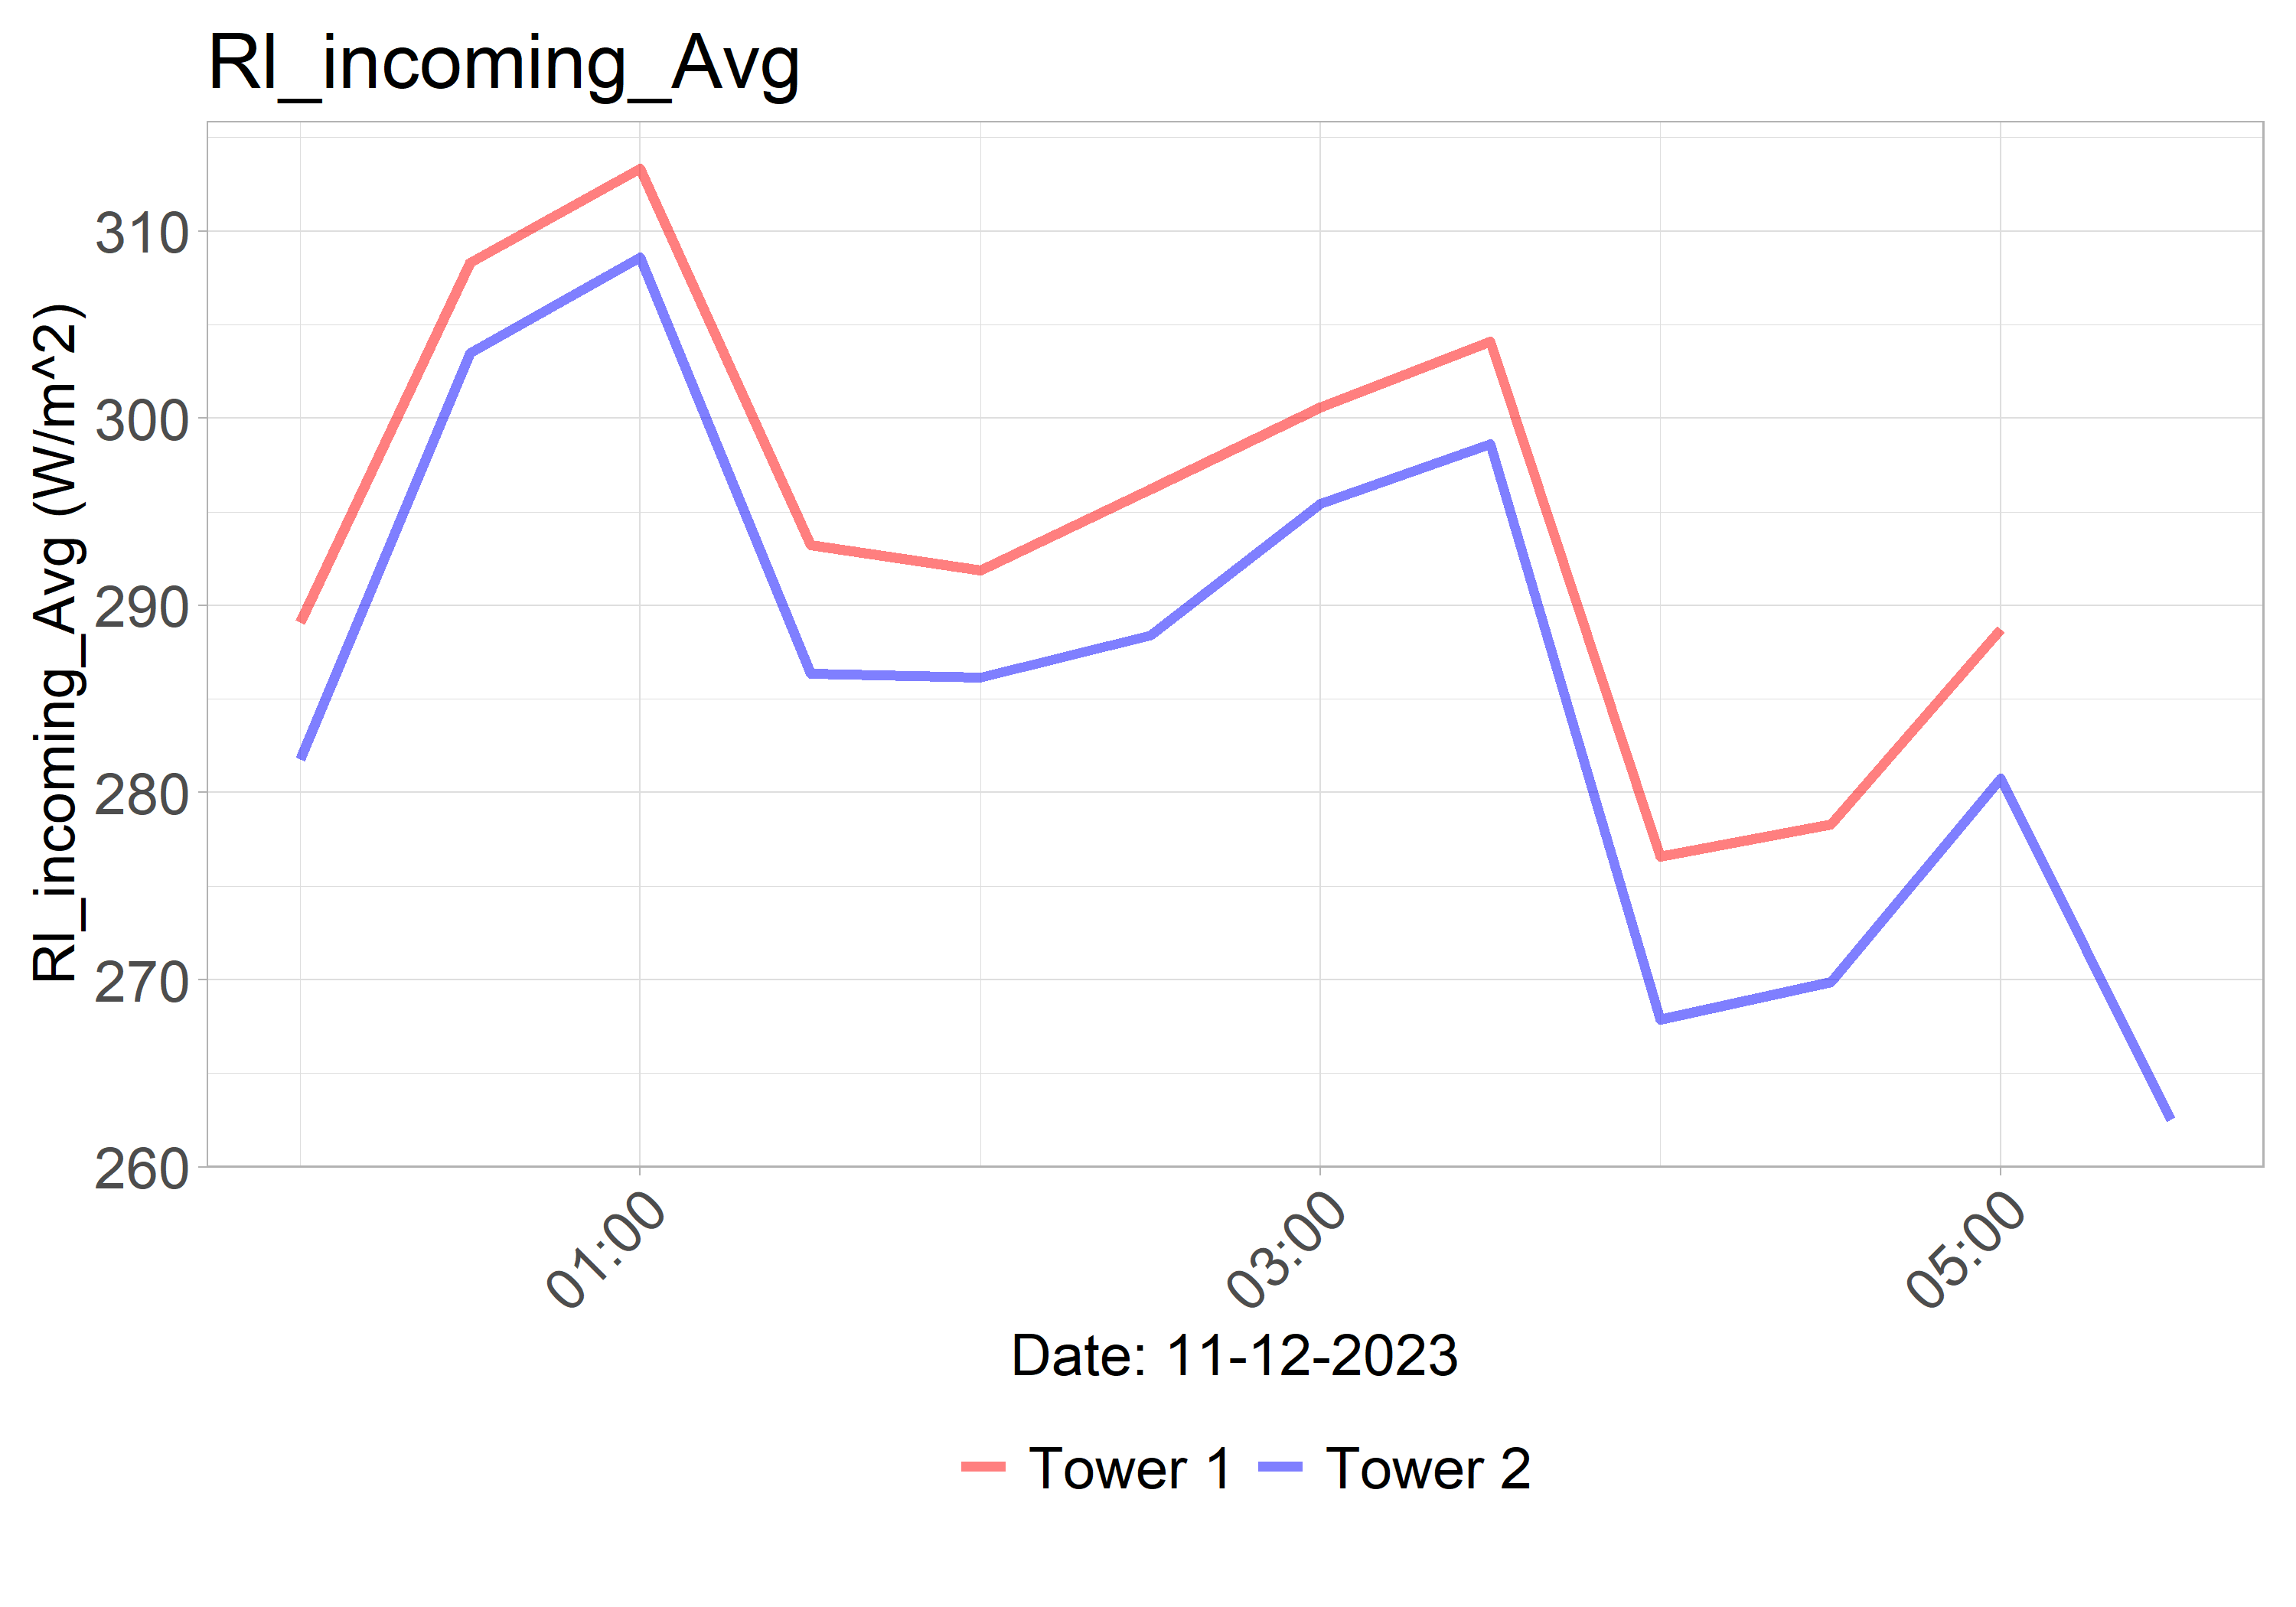 Rl_incoming_Avg
Rl_incoming_Avg (W/m^2)
310
300
290
280
270
260
01:00
03:00
05:00
Date: 11-12-2023
Tower 1
Tower 2